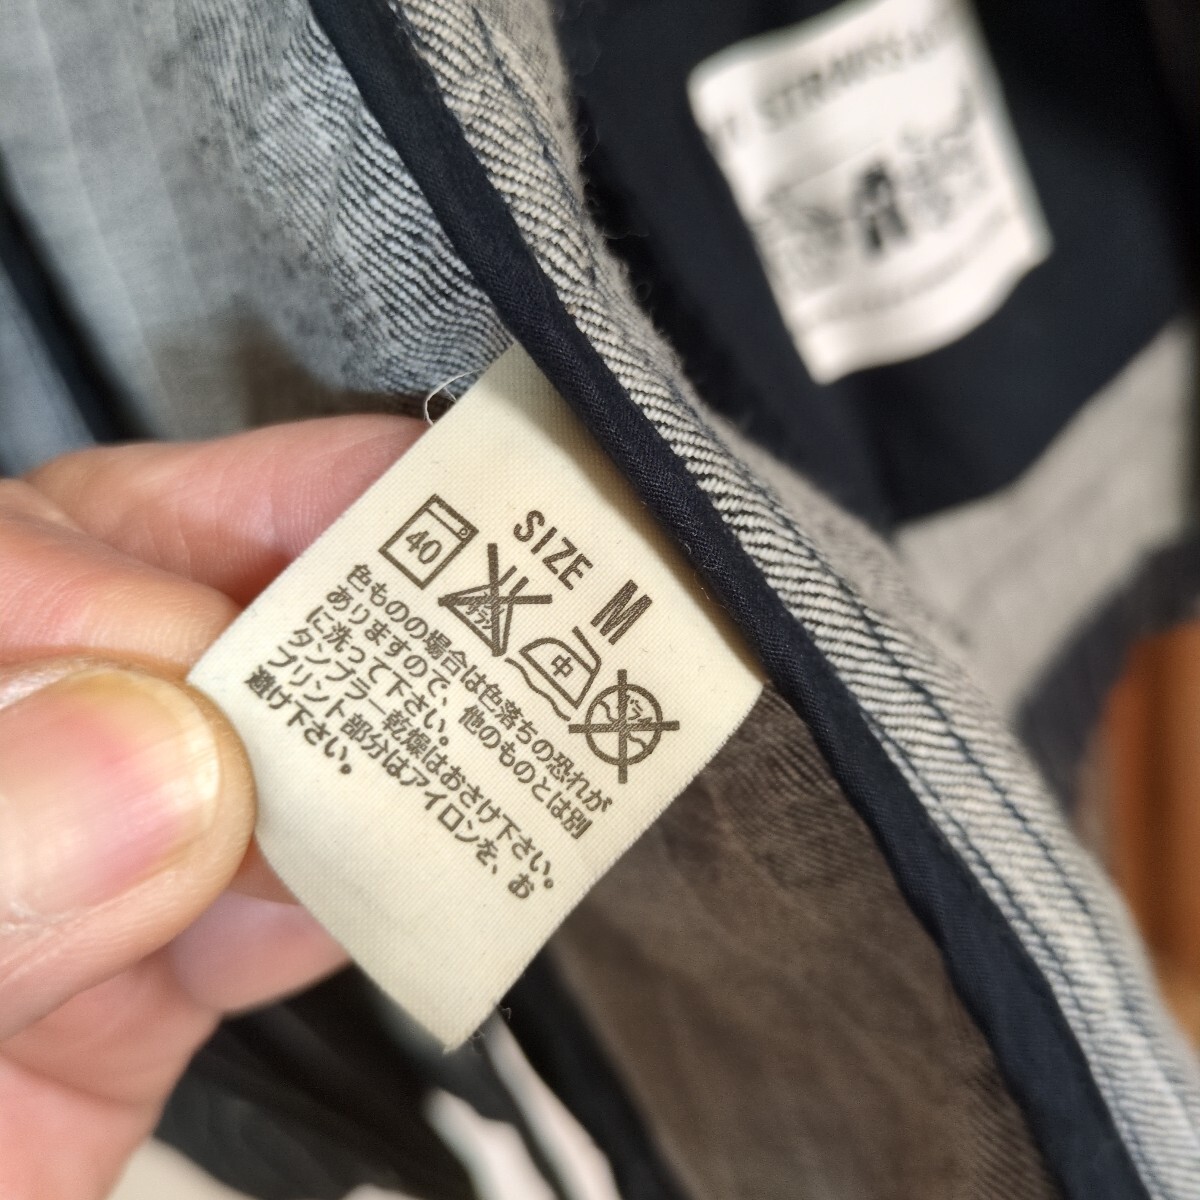 SIZE M
40
中
色ものの場合は色落ちの恐れが
ありますので、他のものとは別
に洗って下さい。
タンブラー乾燥はおさけ下さい。
プリント部分はアイロンを、お
避け下さい。
STRAUSS